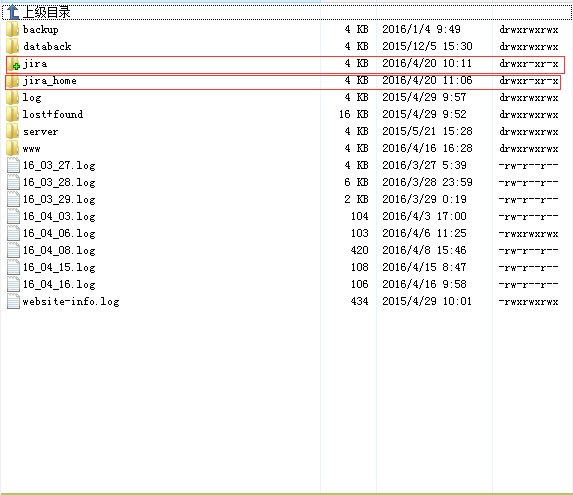 上级目录
backup 4 KB 2016/1/4 9:49 drwxrwxrwx
databack 4 KB 2015/12/5 15:30 drwxrwxrwx
jira 4 KB 2016/4/20 10:11 drwxr-xr-x
jira_home 4 KB 2016/4/20 11:06 drwxr-xr-x
log 4 KB 2015/4/29 9:57 drwxrwxrwx
lost+found 16 KB 2015/4/29 9:52 drwxrwxrwx
server 4 KB 2015/5/21 15:28 drwxrwxrwx
www 4 KB 2016/4/16 16:28 drwxrwxrwx
16_03_27.log 4 KB 2016/3/27 5:39 -rw-r--r--
16_03_28.log 6 KB 2016/3/28 23:59 -rw-r--r--
16_03_29.log 2 KB 2016/3/29 0:19 -rw-r--r--
16_04_03.log 104 2016/4/3 17:00 -rw-r--r--
16_04_06.log 103 2016/4/6 11:25 -rwxrwxrwx
16_04_08.log 420 2016/4/8 15:46 -rw-r--r--
16_04_15.log 108 2016/4/15 8:47 -rw-r--r--
16_04_16.log 106 2016/4/16 9:58 -rw-r--r--
website-info.log 434 2015/4/29 10:01 -rwxrwxrwx